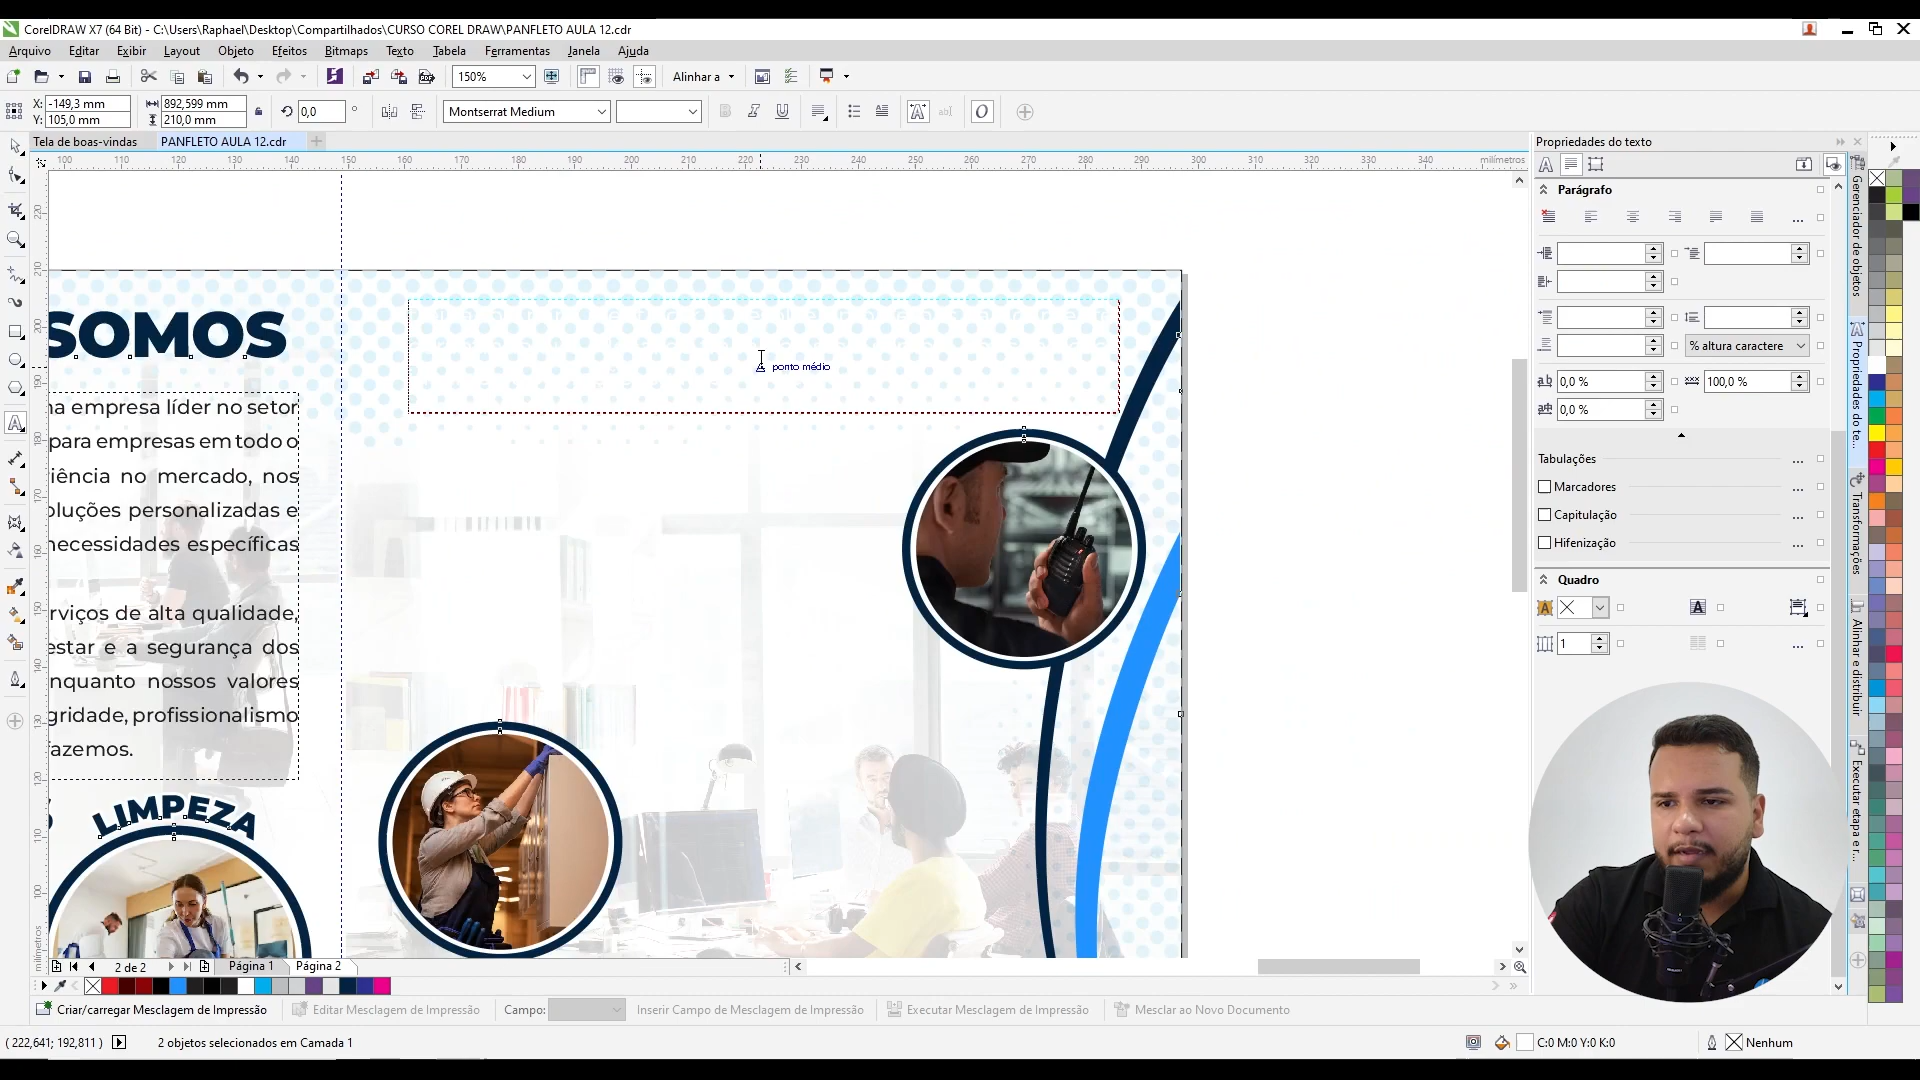 CorelDRAW X7 (64 Bit) - C:\Users\Raphael\Desktop\Compartilhados\CURSO COREL DRAW\PANFLETO AULA 12.cdr
Arquivo Editar Exibir Layout Objeto Efeitos Bitmaps Texto Tabela Ferramentas Janela Ajuda
150% Alinhar a
X: -149,3 mm 892,599 mm 0,0 ° Montserrat Medium
Y: 105,0 mm 210,0 mm
Tela de boas-vindas PANFLETO AULA 12.cdr
100 110 120 130 140 150 160 170 180 190 200 210 220 230 240 250 260 270 280 290 300 310 320 330 340 milímetros
SOMOS
ponto médio
na empresa líder no setor
para empresas em todo o
iência no mercado, nos
oluções personalizadas e
necessidades específicas
erviços de alta qualidade,
estar e a segurança dos
nquanto nossos valores
gridade, profissionalismo
fazemos.
LIMPEZA
Propriedades do texto
Parágrafo
% altura caractere
0,0 % 100,0 %
0,0 %
Tabulações
Marcadores
Capitulação
Hifenização
Quadro
1
Gerenciador de objetos
Propriedades do te...
Transformações
Alinhar e distribuir
Executar etapa e r...
2 de 2 Página 1 Página 2
Criar/carregar Mesclagem de Impressão Editar Mesclagem de Impressão Campo: Inserir Campo de Mesclagem de Impressão Executar Mesclagem de Impressão Mesclar ao Novo Documento
( 222,641; 192,811 ) 2 objetos selecionados em Camada 1 C:0 M:0 Y:0 K:0 Nenhum